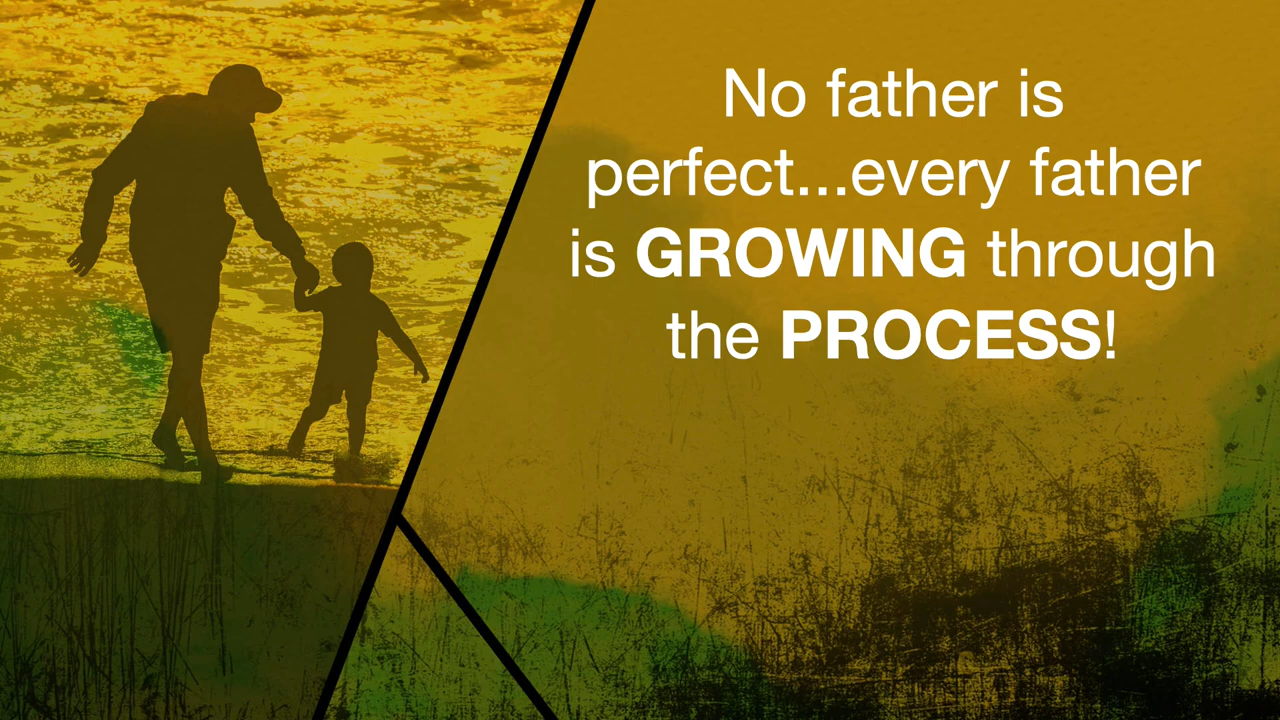 No father is
perfect...every father
is GROWING through
the PROCESS!